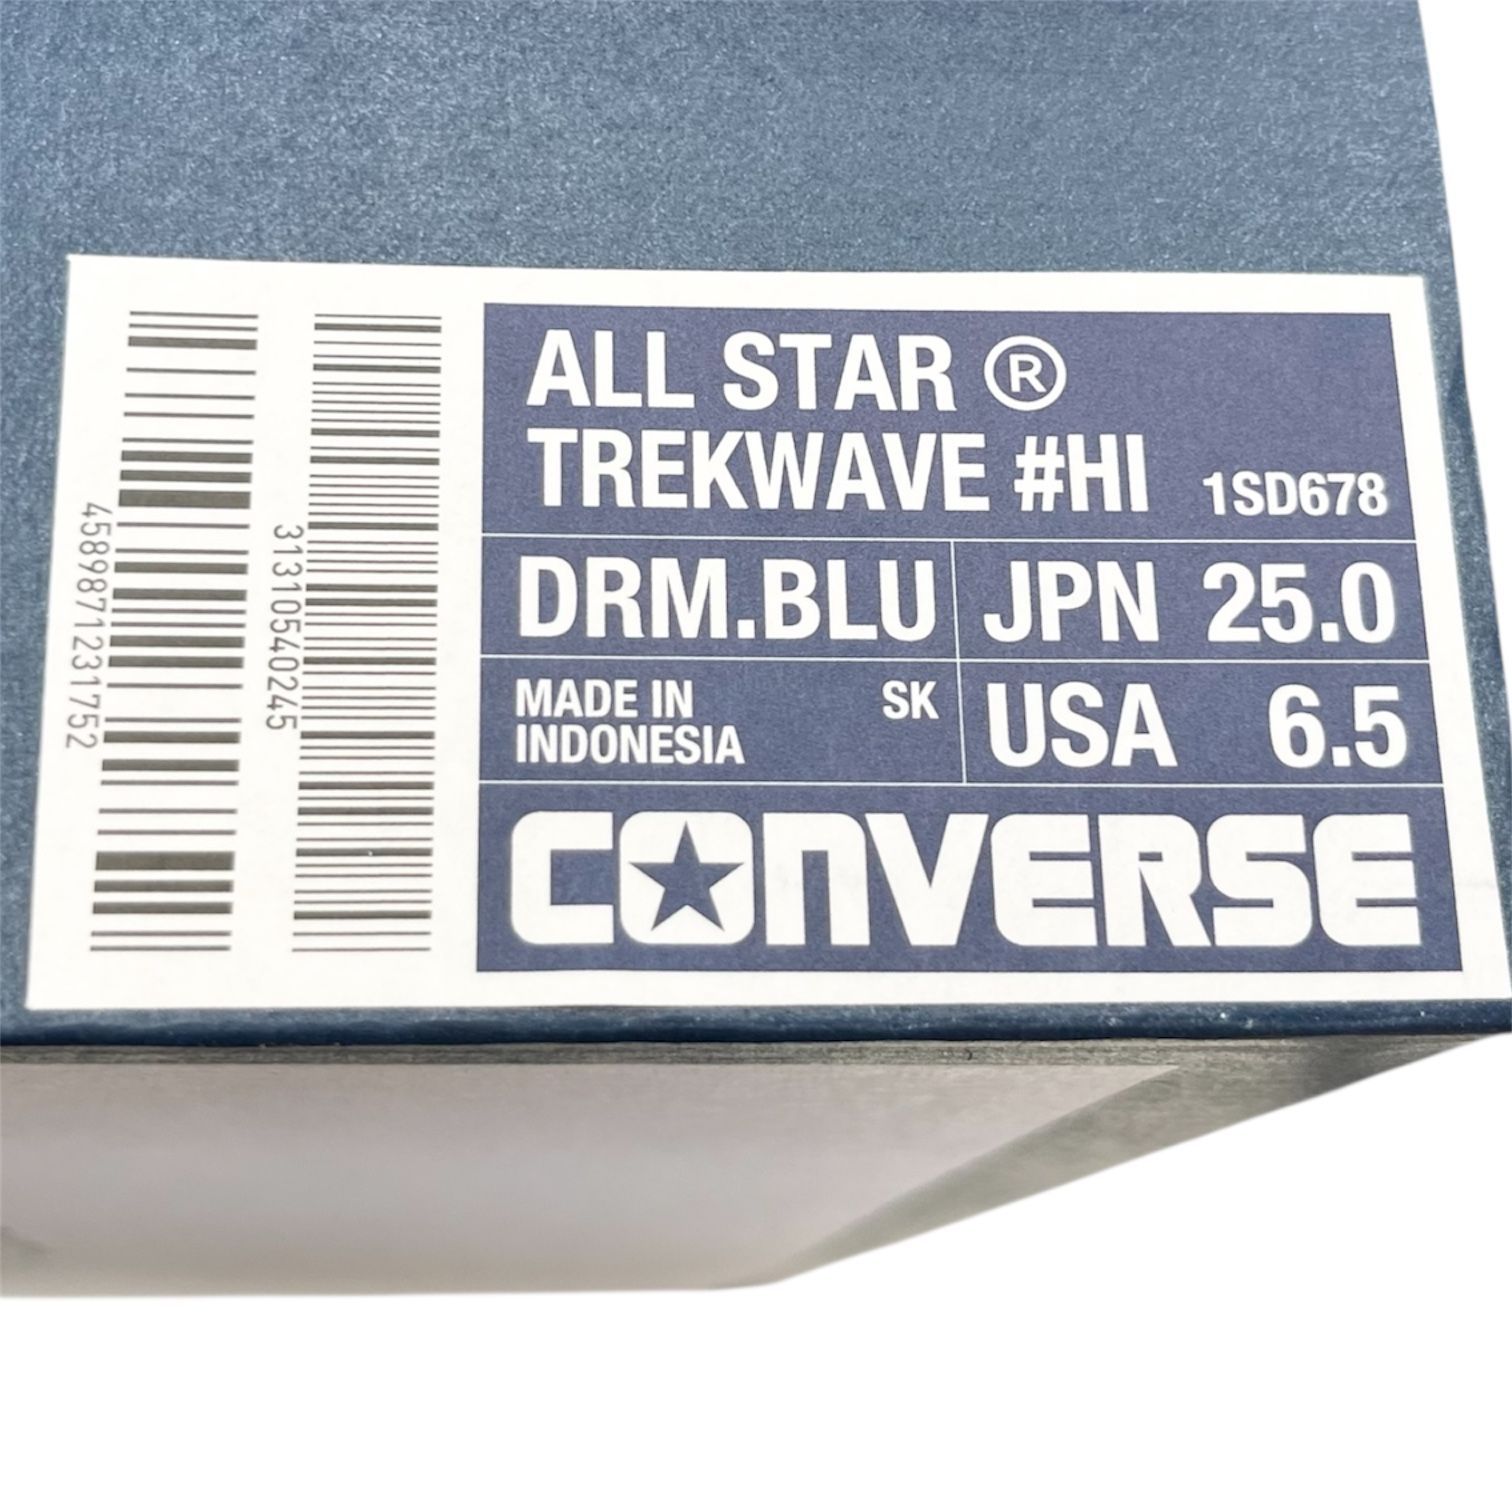 ALL STAR ®
TREKWAVE #HI 1SD678
DRM.BLU JPN 25.0
MADE IN
INDONESIA
SK
USA 6.5
CONVERSE
4589871231752
31310540245